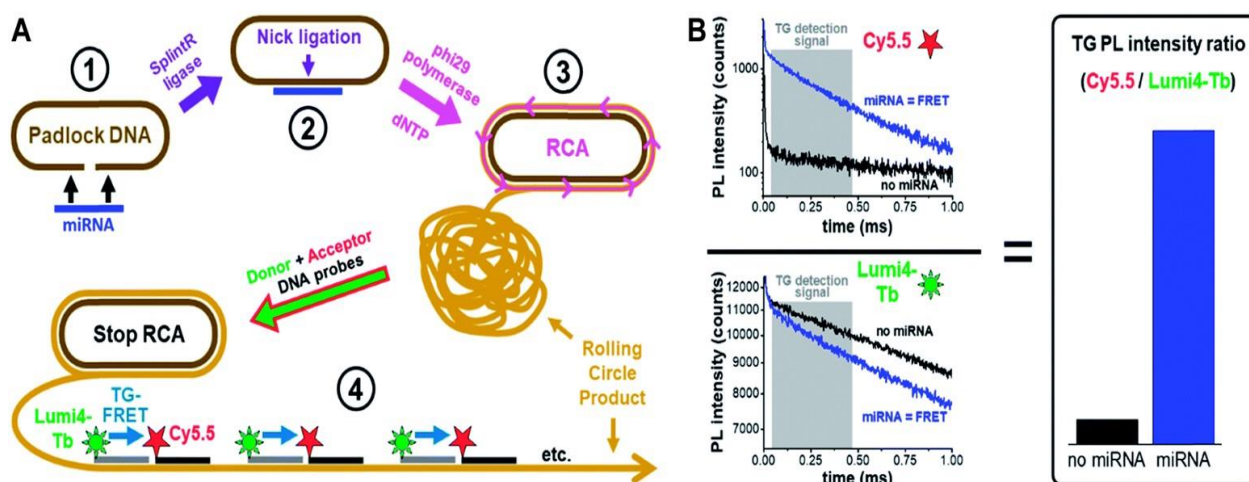 A
1
SplintR
ligase
Nick ligation
2
phi29
polymerase
dNTP
3
Padlock DNA
miRNA
RCA
Donor + Acceptor
DNA probes
Stop RCA
Rolling
Circle
Product
4
Lumi4-
Tb
TG-
FRET
Cy5.5
etc.
B
PL intensity (counts)
1000
100
TG detection
signal
Cy5.5
miRNA = FRET
no miRNA
0.00 0.25 0.50 0.75 1.00
time (ms)
PL intensity (counts)
12000
11000
10000
9000
8000
7000
TG detection
signal
Lumi4-
Tb
no miRNA
miRNA = FRET
0.00 0.25 0.50 0.75 1.00
time (ms)
=
TG PL intensity ratio
(Cy5.5 / Lumi4-Tb)
no miRNA miRNA